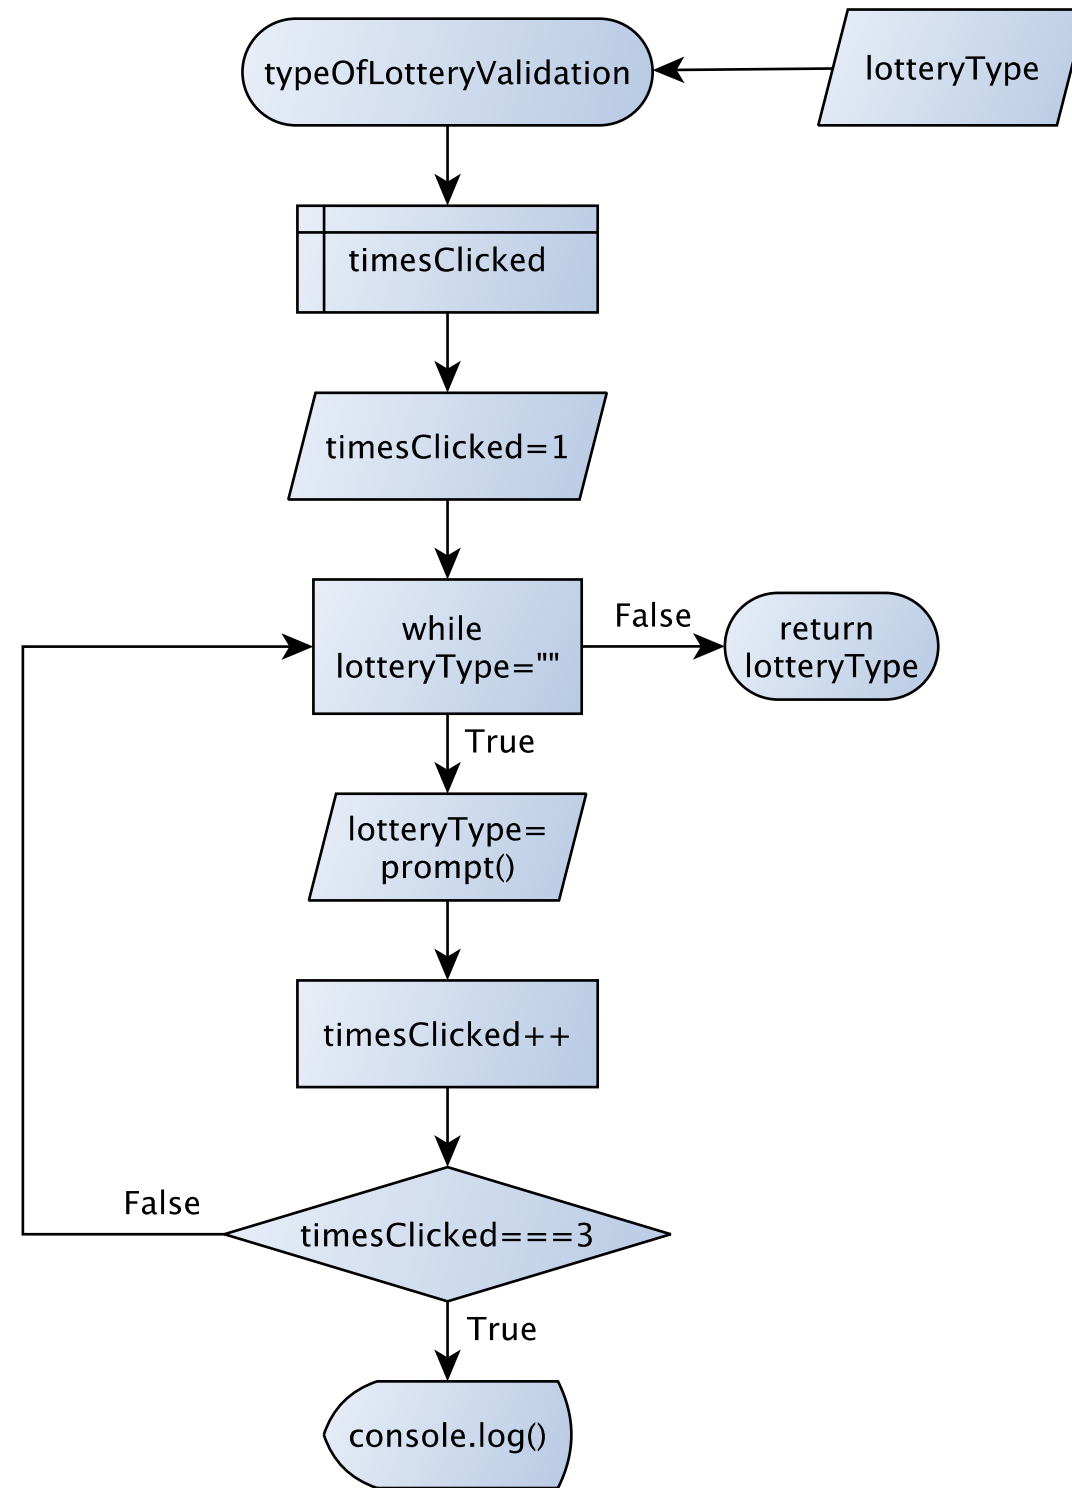 typeOfLotteryValidation
lotteryType
timesClicked
timesClicked=1
while
lotteryType=""
False
return
lotteryType
True
lotteryType=
prompt()
timesClicked++
False
timesClicked===3
True
console.log()